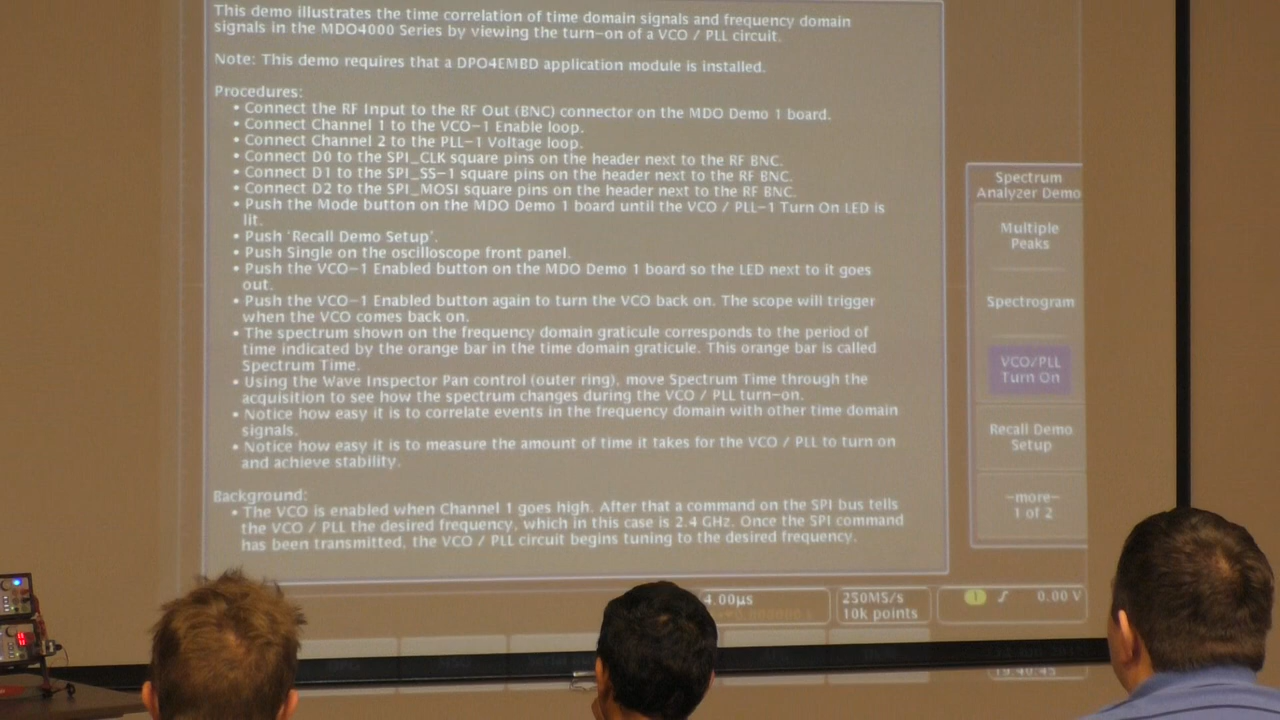 This demo illustrates the time correlation of time domain signals and frequency domain
signals in the MDO4000 Series by viewing the turn-on of a VCO / PLL circuit.
Note: This demo requires that a DPO4EMBD application module is installed.
Procedures:
• Connect the RF Input to the RF Out (BNC) connector on the MDO Demo 1 board.
• Connect Channel 1 to the VCO-1 Enable loop.
• Connect Channel 2 to the PLL-1 Voltage loop.
• Connect D0 to the SPI_CLK square pins on the header next to the RF BNC.
• Connect D1 to the SPI_SS-1 square pins on the header next to the RF BNC.
• Connect D2 to the SPI_MOSI square pins on the header next to the RF BNC.
• Push the Mode button on the MDO Demo 1 board until the VCO / PLL-1 Turn On LED is
lit.
• Push 'Recall Demo Setup'.
• Push Single on the oscilloscope front panel.
• Push the VCO-1 Enabled button on the MDO Demo 1 board so the LED next to it goes
out.
• Push the VCO-1 Enabled button again to turn the VCO back on. The scope will trigger
when the VCO comes back on.
• The spectrum shown on the frequency domain graticule corresponds to the period of
time indicated by the orange bar in the time domain graticule. This orange bar is called
Spectrum Time.
• Using the Wave Inspector Pan control (outer ring), move Spectrum Time through the
acquisition to see how the spectrum changes during the VCO / PLL turn-on.
• Notice how easy it is to correlate events in the frequency domain with other time domain
signals.
• Notice how easy it is to measure the amount of time it takes for the VCO / PLL to turn on
and achieve stability.
Background:
• The VCO is enabled when Channel 1 goes high. After that a command on the SPI bus tells
the VCO / PLL the desired frequency, which in this case is 2.4 GHz. Once the SPI command
has been transmitted, the VCO / PLL circuit begins tuning to the desired frequency.
Spectrum
Analyzer Demo
Multiple
Peaks
Spectrogram
VCO/PLL
Turn On
Recall Demo
Setup
-more-
1 of 2
4.00µs
250MS/s
10k points
1 0.00 V
19:40:45